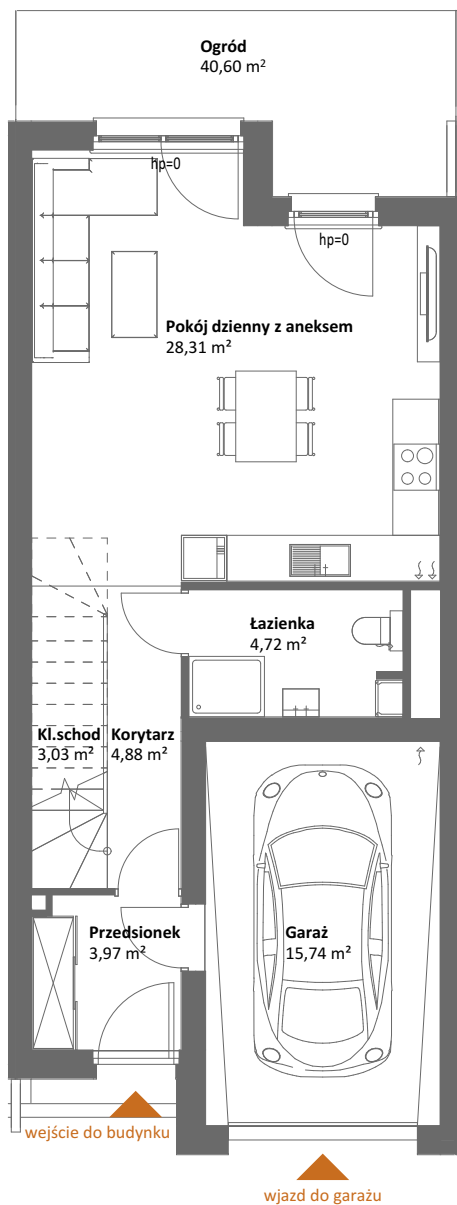 Ogród
40,60 m²
hp=0
hp=0
Pokój dzienny z aneksem
28,31 m²
Łazienka
4,72 m²
Kl.schod
3,03 m²
Korytarz
4,88 m²
Przedsionek
3,97 m²
Garaż
15,74 m²
wejście do budynku
wjazd do garażu